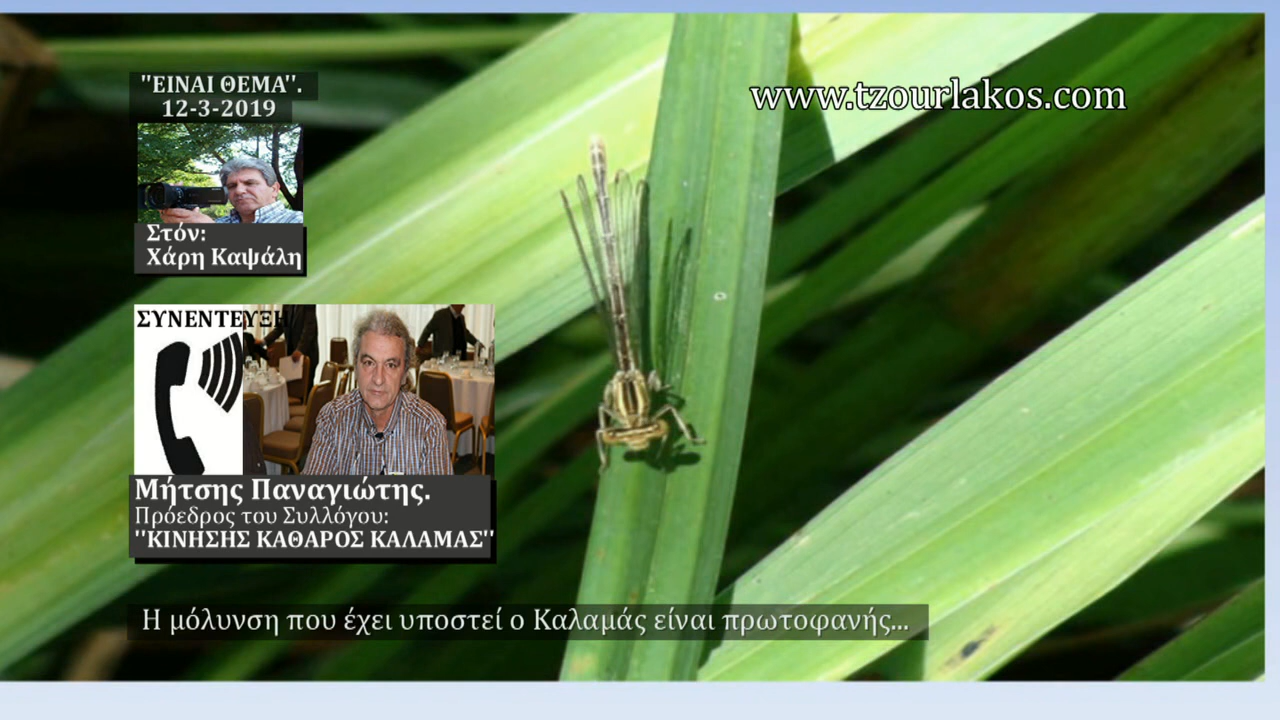 ''ΕΙΝΑΙ ΘΕΜΑ''.
12-3-2019
Στόν:
Χάρη Καψάλη
www.tzourlakos.com
ΣΥΝΕΝΤΕΥΞΗ
Μήτσης Παναγιώτης.
Πρόεδρος του Συλλόγου:
''ΚΙΝΗΣΗΣ ΚΑΘΑΡΟΣ ΚΑΛΑΜΑΣ''
Η μόλυνση που έχει υποστεί ο Καλαμάς είναι πρωτοφανής...